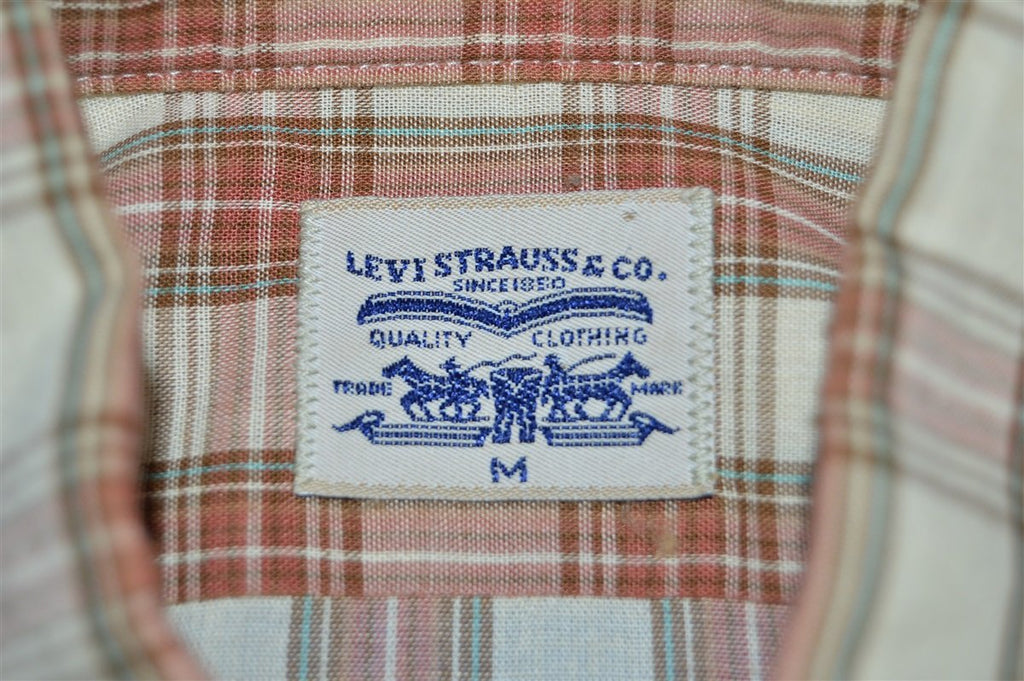 LEVI STRAUSS & CO.
SINCE 1850
QUALITY CLOTHING
TRADE MARK
M